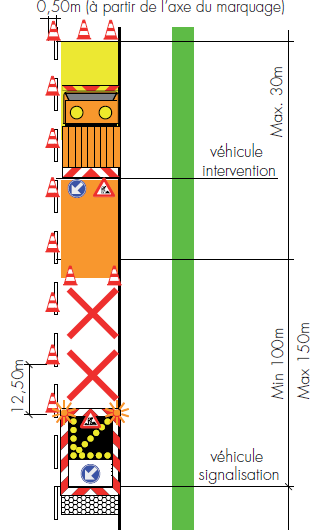 0,50m (à partir de l'axe du marquage)
Max. 30m
véhicule
intervention
Min 100m
Max 150m
12,50m
véhicule
signalisation